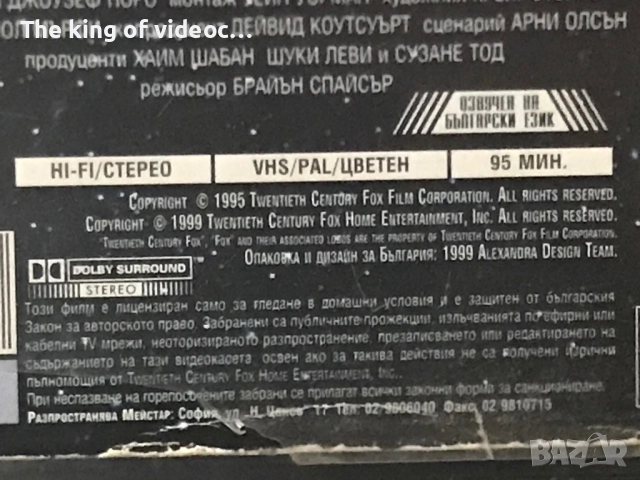 The king of videoc...
ДЖОУЗЕФ ПОРО монтаж УЕЙН УОРМАН
ДЕЙВИД КОУТСУЪРТ сценарий АРНИ ОЛСЪН
продуценти ХАИМ ШАБАН ШУКИ ЛЕВИ и СУЗАНЕ ТОД
режисьор БРАЙЪН СПАЙСЪР
ОЗВУЧЕН НА
БЪЛГАРСКИ ЕЗИК
HI-FI/СТЕРЕО VHS/PAL/ЦВЕТЕН 95 МИН.
COPYRIGHT © 1995 TWENTIETH CENTURY FOX FILM CORPORATION. ALL RIGHTS RESERVED.
COPYRIGHT © 1999 TWENTIETH CENTURY FOX HOME ENTERTAINMENT, INC. ALL RIGHTS RESERVED.
"TWENTIETH CENTURY FOX", "FOX" AND THEIR ASSOCIATED LOGOS ARE THE PROPERTY OF TWENTIETH CENTURY FOX FILM CORPORATION.
ОПАКОВКА И ДИЗАЙН ЗА БЪЛГАРИЯ: 1999 ALEXANDRA DESIGN TEAM.
DOLBY SURROUND
STEREO
Този филм е лицензиран само за гледане в домашни условия и е защитен от българския
Закон за авторското право. Забранени са публичните прожекции, излъчванията по ефирни или
кабелни TV мрежи, неоторизираното разпространение, презаписването или редактирането на
съдържанието на тази видеокасета, освен ако за такива действия не са получени изрични
пълномощия от TWENTIETH CENTURY FOX HOME ENTERTAINMENT, INC.
При неспазване на горепосочените забрани се прилагат всички законни форми за санкциониране.
РАЗПРОСТРАНЯВА МЕЙСТАР: СОФИЯ, ул. "Н. Ценов" 17 Тел. 02 9806040 Факс 02 9810715
BAZAR